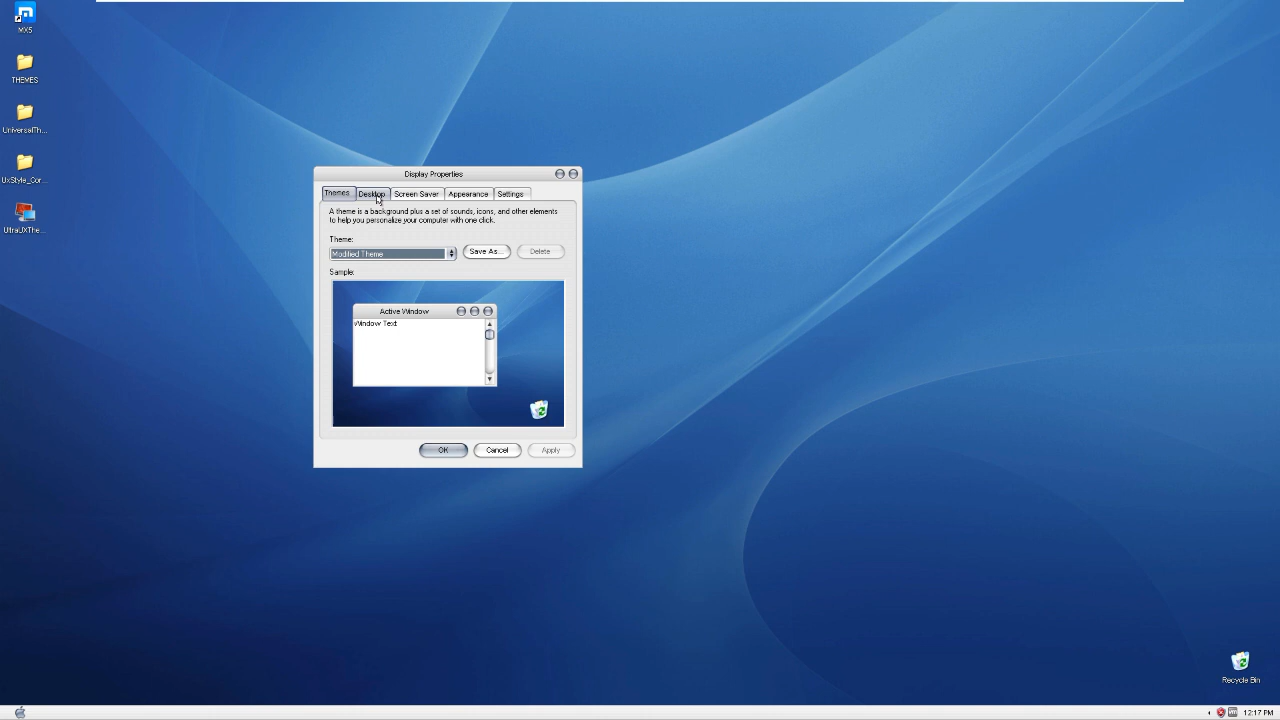 MX5
THEMES
UniversalTh...
UxStyle_Cor...
UltraUXThe...
Display Properties
Themes
Desktop
Screen Saver
Appearance
Settings
A theme is a background plus a set of sounds, icons, and other elements
to help you personalize your computer with one click.
Theme:
Modified Theme
Save As...
Delete
Sample:
Active Window
Window Text
OK
Cancel
Apply
Recycle Bin
12:17 PM